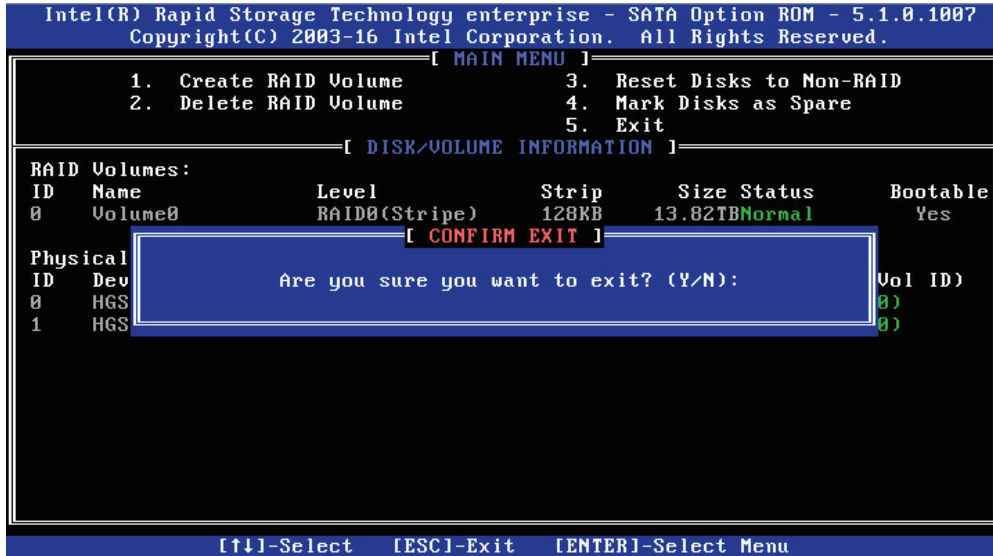 Intel(R) Rapid Storage Technology enterprise - SATA Option ROM - 5.1.0.1007
Copyright(C) 2003-16 Intel Corporation. All Rights Reserved.
[ MAIN MENU ]
1. Create RAID Volume 3. Reset Disks to Non-RAID
2. Delete RAID Volume 4. Mark Disks as Spare
5. Exit
[ DISK/VOLUME INFORMATION ]
RAID Volumes:
ID Name Level Strip Size Status Bootable
0 Volume0 RAID0(Stripe) 128KB 13.82TB Normal Yes
[ CONFIRM EXIT ]
Physical
ID Dev Are you sure you want to exit? (Y/N): Vol ID)
0 HGS 0)
1 HGS 0)
[↑↓]-Select [ESC]-Exit [ENTER]-Select Menu